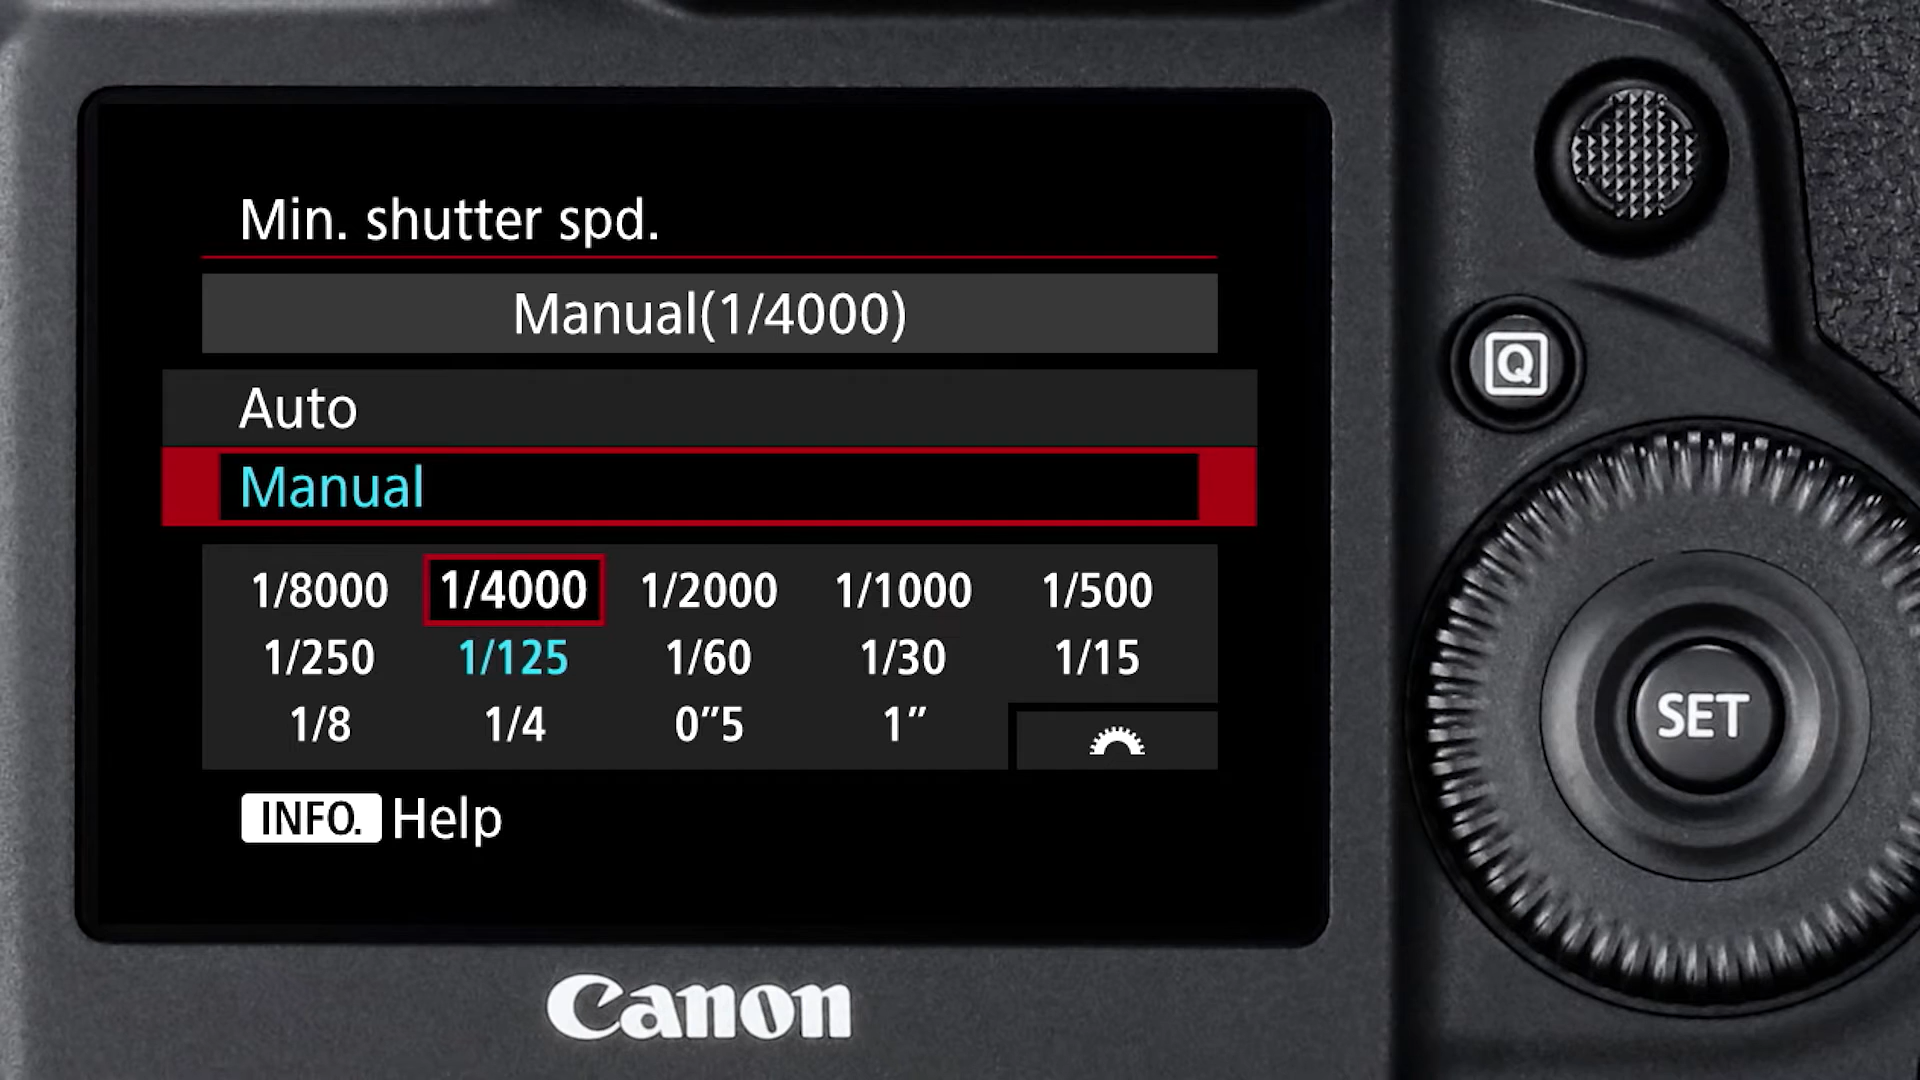 Min. shutter spd.
Manual(1/4000)
Auto
Manual
1/8000 1/4000 1/2000 1/1000 1/500
1/250 1/125 1/60 1/30 1/15
1/8 1/4 0"5 1"
INFO. Help
Canon
Q
SET